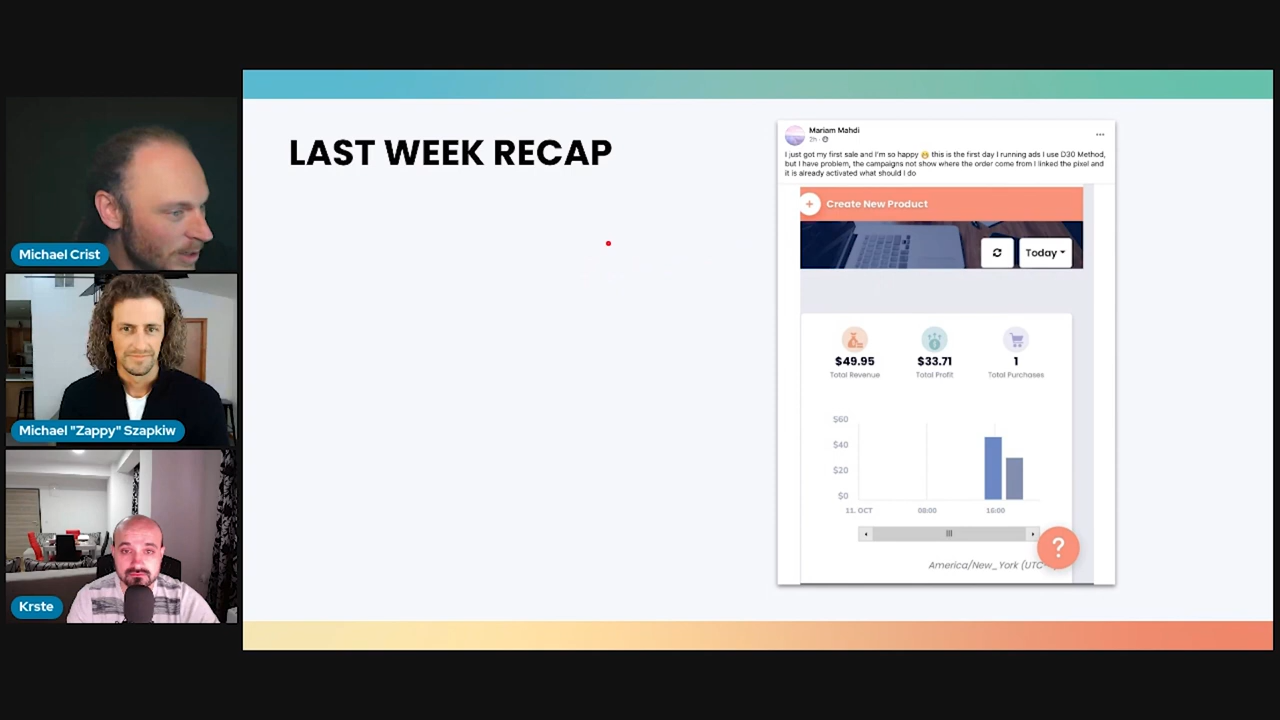 LAST WEEK RECAP
Michael Crist
Michael "Zappy" Szapkiw
Krste
Mariam Mahdi
2h
I just got my first sale and I'm so happy 😁 this is the first day I running ads I use D30 Method,
but I have problem, the campaigns not show where the order come from I linked the pixel and
it is already activated what should I do
+ Create New Product
Today
$49.95
Total Revenue
$33.71
Total Profit
1
Total Purchases
$60
$40
$20
$0
11. OCT
08:00
16:00
America/New_York (UTC-
?